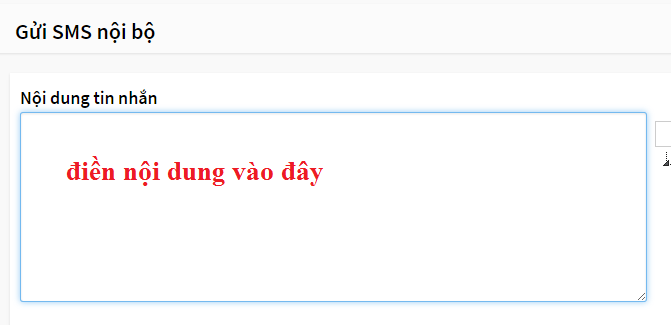 Gửi SMS nội bộ
Nội dung tin nhắn
điền nội dung vào đây